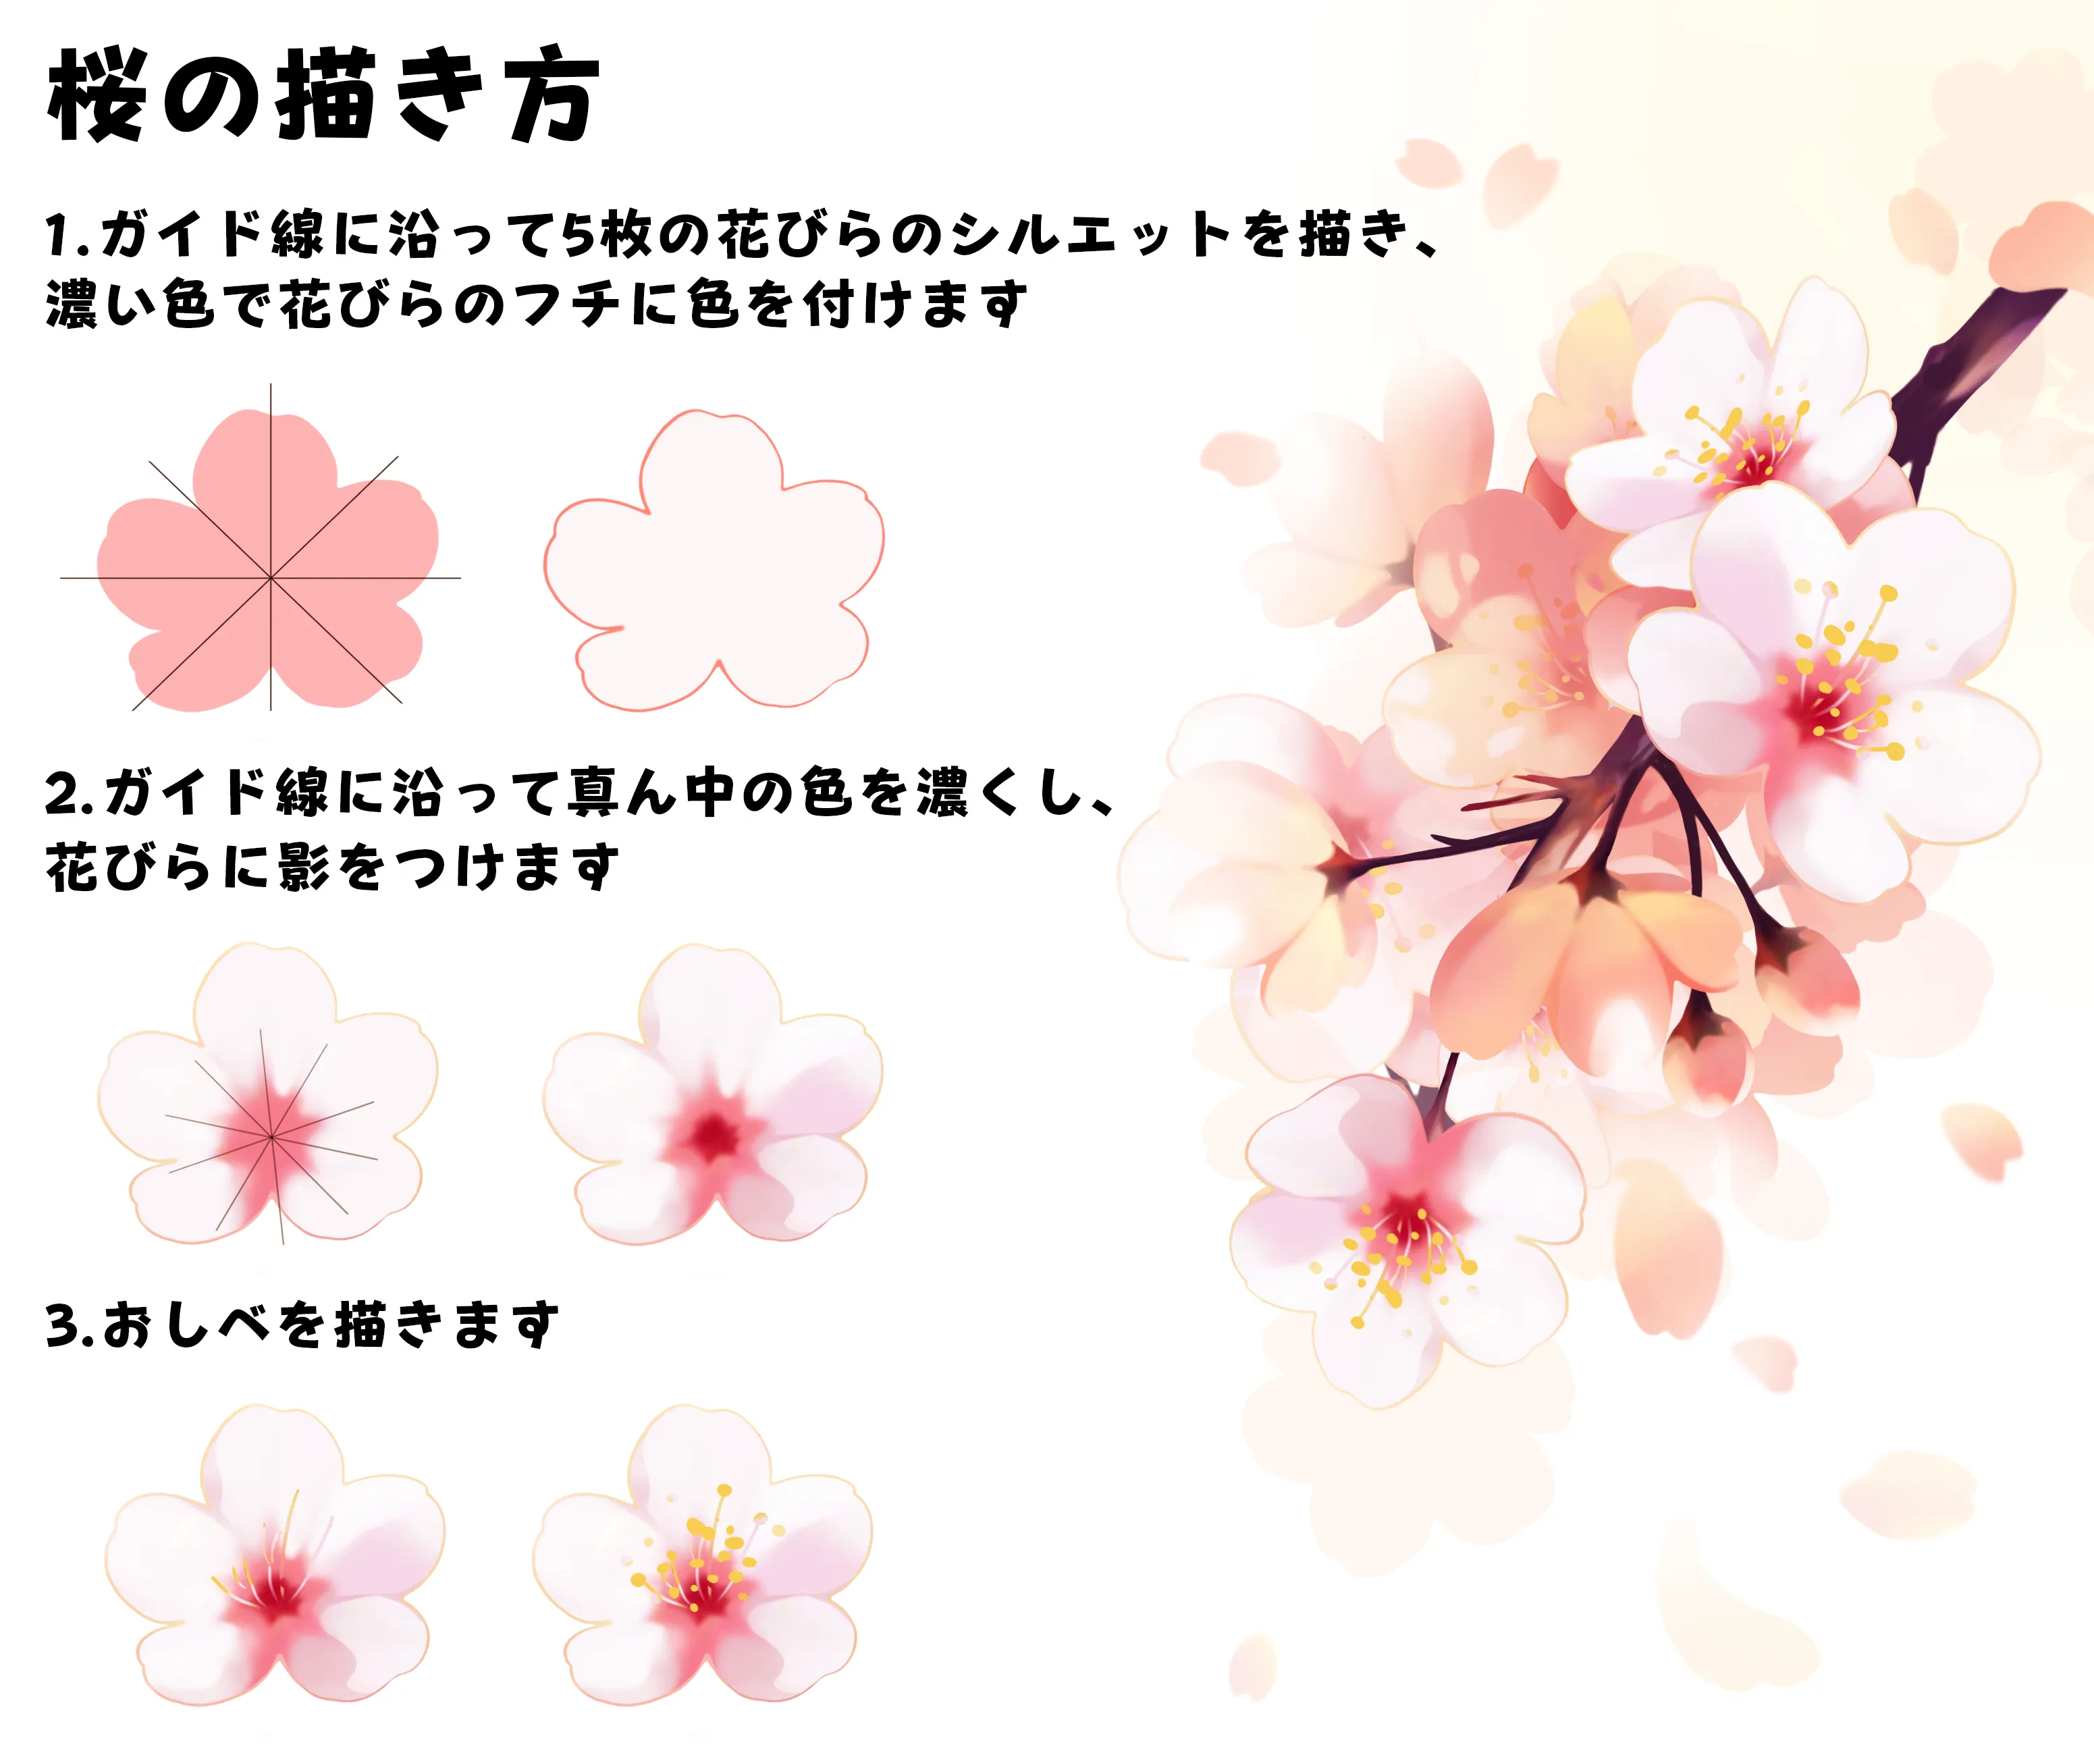 桜の描き方
1.ガイド線に沿って5枚の花びらのシルエットを描き、
濃い色で花びらのフチに色を付けます
2.ガイド線に沿って真ん中の色を濃くし、
花びらに影をつけます
3.おしべを描きます